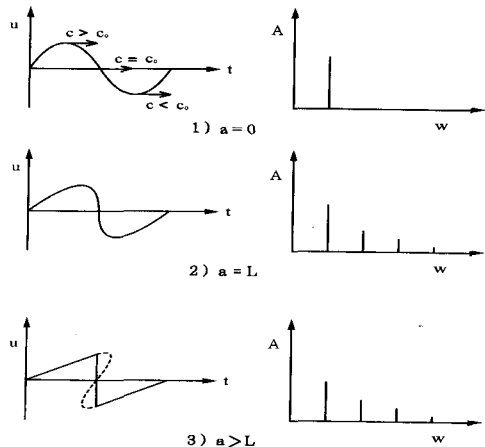 u
c > c₀
c = c₀
c < c₀
t
A
w
1) a=0
u
t
A
w
2) a=L
u
t
A
w
3) a>L